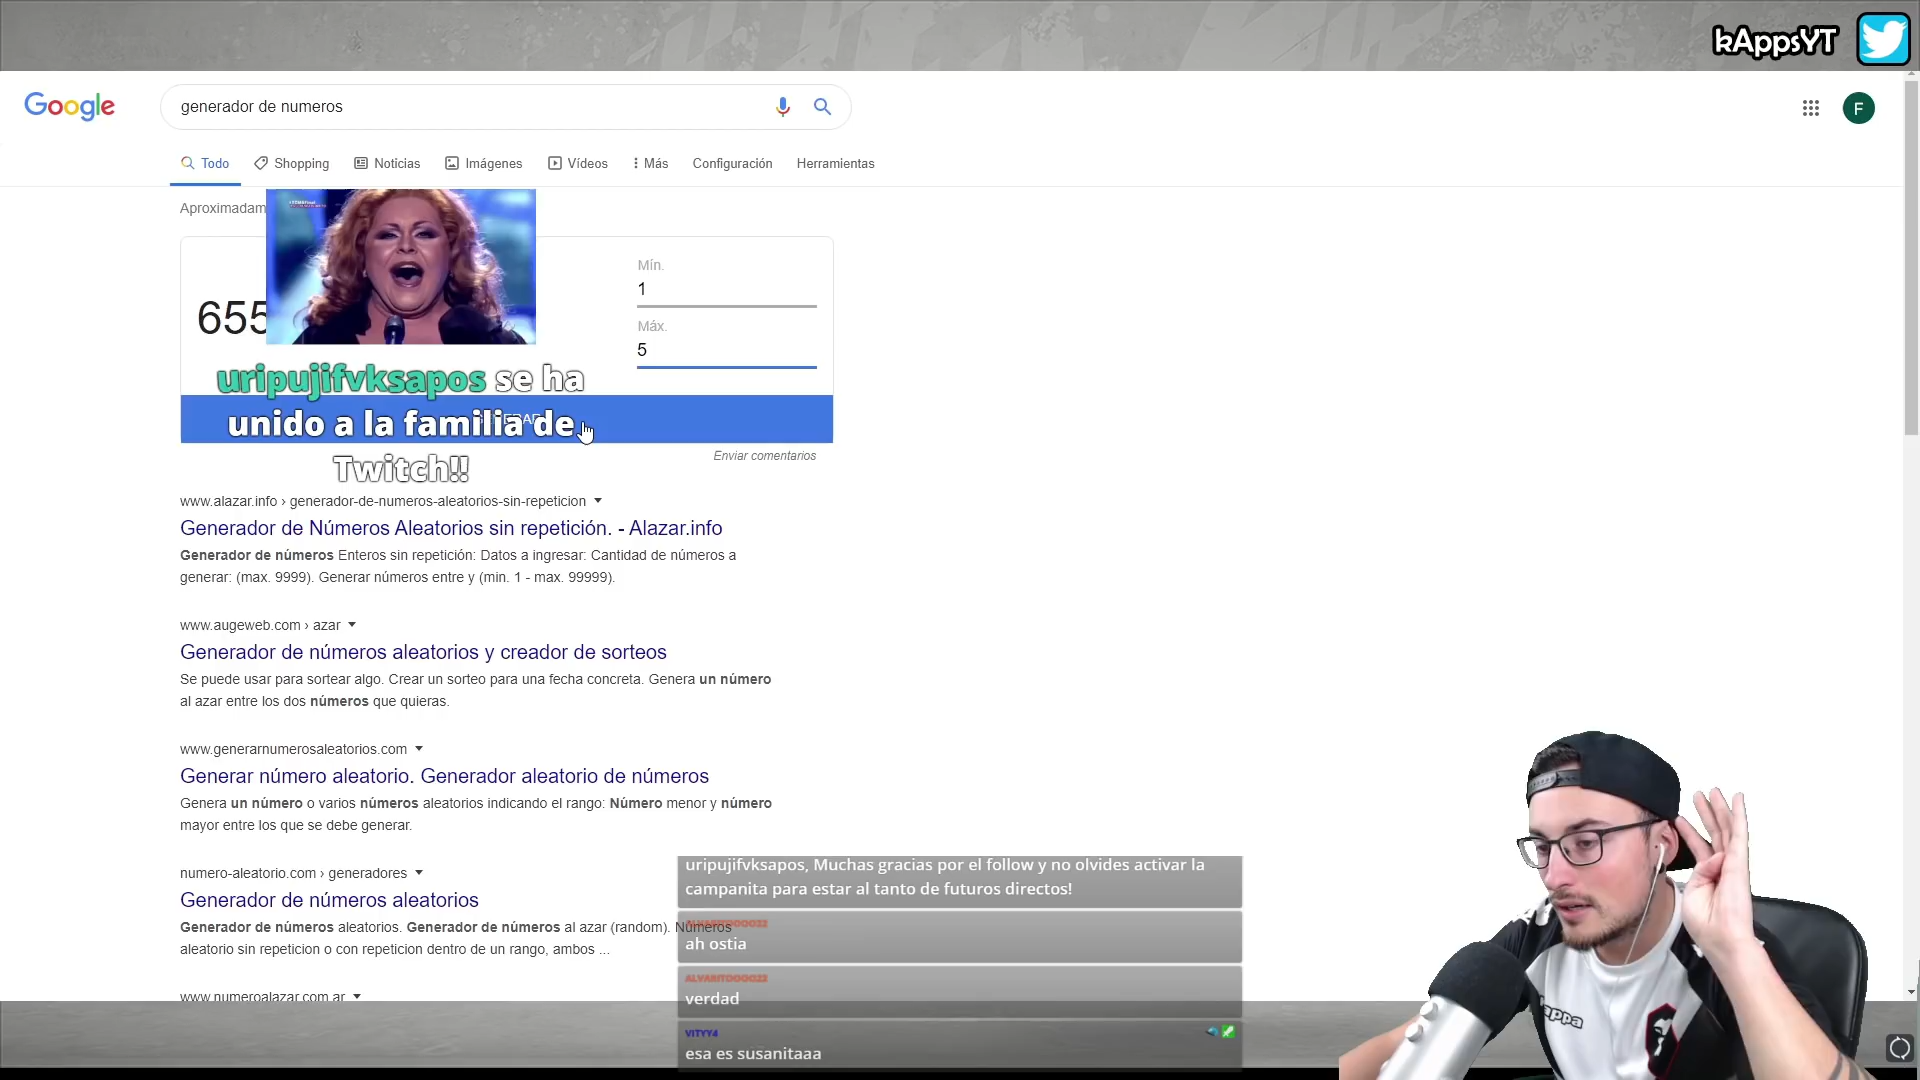 kAppsYT
Google
generador de numeros
F
Todo
Shopping
Noticias
Imágenes
Vídeos
Más
Configuración
Herramientas
Aproximadam
Mín.
1
655
Máx.
5
uripujifvksapos se ha
unido a la familia de
Twitch!!
Enviar comentarios
www.alazar.info › generador-de-numeros-aleatorios-sin-repeticion
Generador de Números Aleatorios sin repetición. - Alazar.info
Generador de números Enteros sin repetición: Datos a ingresar: Cantidad de números a
generar: (max. 9999). Generar números entre y (min. 1 - max. 99999).
www.augeweb.com › azar
Generador de números aleatorios y creador de sorteos
Se puede usar para sortear algo. Crear un sorteo para una fecha concreta. Genera un número
al azar entre los dos números que quieras.
www.generarnumerosaleatorios.com
Generar número aleatorio. Generador aleatorio de números
Genera un número o varios números aleatorios indicando el rango: Número menor y número
mayor entre los que se debe generar.
numero-aleatorio.com › generadores
Generador de números aleatorios
Generador de números aleatorios. Generador de números al azar (random). Números
aleatorio sin repeticion o con repeticion dentro de un rango, ambos ...
www.numeroalazar.com.ar
uripujifvksapos, Muchas gracias por el follow y no olvides activar la
campanita para estar al tanto de futuros directos!
ah ostia
ALVARITOOOO22
verdad
VITYY4
esa es susanitaaa
kappa